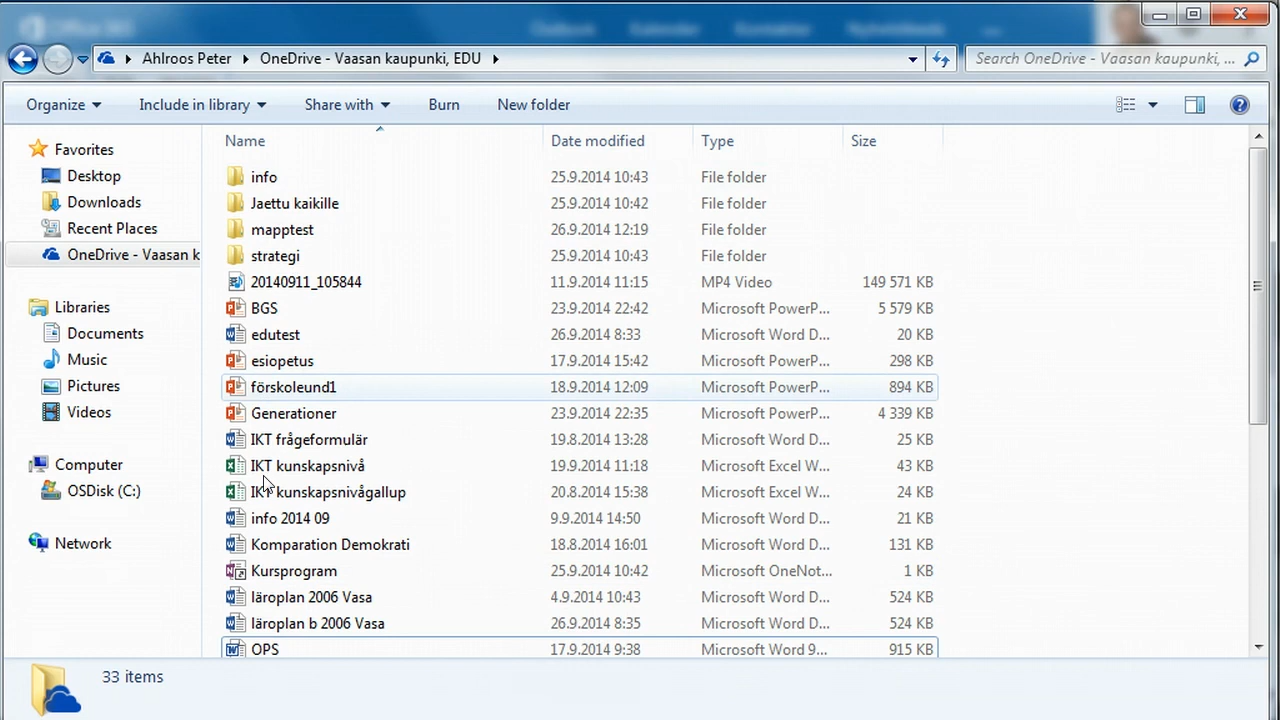 Ahlroos Peter OneDrive - Vaasan kaupunki, EDU Search OneDrive - Vaasan kaupunki, ...
Organize Include in library Share with Burn New folder
Name Date modified Type Size
Favorites
Desktop
Downloads
Recent Places
OneDrive - Vaasan k
Libraries
Documents
Music
Pictures
Videos
Computer
OSDisk (C:)
Network
info 25.9.2014 10:43 File folder
Jaettu kaikille 25.9.2014 10:42 File folder
mapptest 26.9.2014 12:19 File folder
strategi 25.9.2014 10:43 File folder
20140911_105844 11.9.2014 11:15 MP4 Video 149 571 KB
BGS 23.9.2014 22:42 Microsoft PowerP... 5 579 KB
edutest 26.9.2014 8:33 Microsoft Word D... 20 KB
esiopetus 17.9.2014 15:42 Microsoft PowerP... 298 KB
förskoleund1 18.9.2014 12:09 Microsoft PowerP... 894 KB
Generationer 23.9.2014 22:35 Microsoft PowerP... 4 339 KB
IKT frågeformulär 19.8.2014 13:28 Microsoft Word D... 25 KB
IKT kunskapsnivå 19.9.2014 11:18 Microsoft Excel W... 43 KB
IKT kunskapsnivågallup 20.8.2014 15:38 Microsoft Excel W... 24 KB
info 2014 09 9.9.2014 14:50 Microsoft Word D... 21 KB
Komparation Demokrati 18.8.2014 16:01 Microsoft Word D... 131 KB
Kursprogram 25.9.2014 10:42 Microsoft OneNot... 1 KB
läroplan 2006 Vasa 4.9.2014 10:43 Microsoft Word D... 524 KB
läroplan b 2006 Vasa 26.9.2014 8:35 Microsoft Word D... 524 KB
OPS 17.9.2014 9:38 Microsoft Word 9... 915 KB
33 items